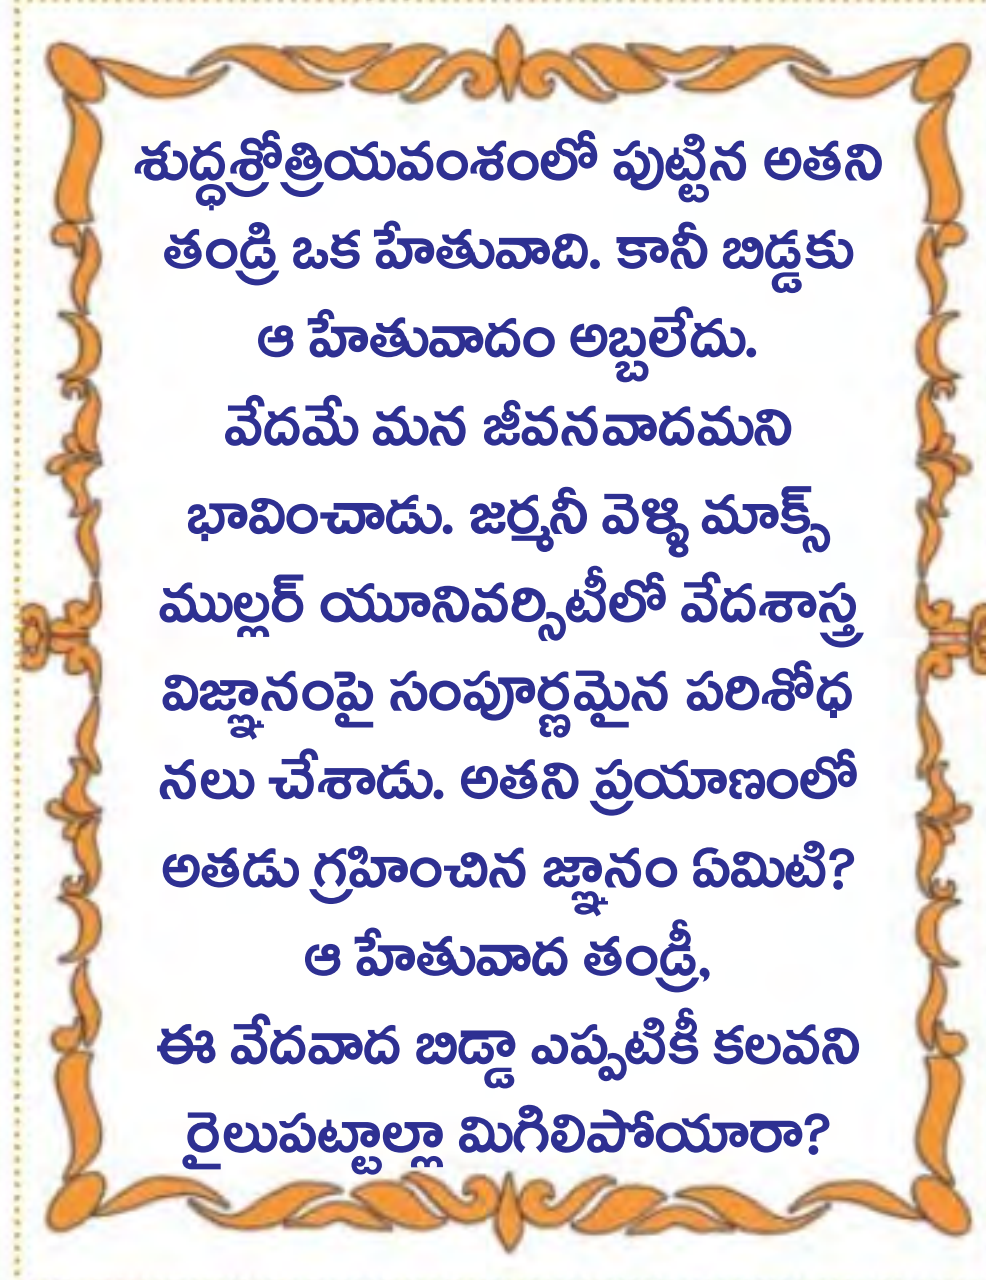 శుద్ధశ్రోత్రియవంశంలో పుట్టిన అతని
తండ్రి ఒక హేతువాది. కానీ బిడ్డకు
ఆ హేతువాదం అబ్బలేదు.
వేదమే మన జీవనవాదమని
భావించాడు. జర్మనీ వెళ్ళి మాక్స్
ముల్లర్ యూనివర్సిటీలో వేదశాస్త్ర
విజ్ఞానంపై సంపూర్ణమైన పరిశోధ
నలు చేశాడు. అతని ప్రయాణంలో
అతడు గ్రహించిన జ్ఞానం ఏమిటి?
ఆ హేతువాద తండ్రీ,
ఈ వేదవాద బిడ్డా ఎప్పటికీ కలవని
రైలుపట్టాల్లా మిగిలిపోయారా?